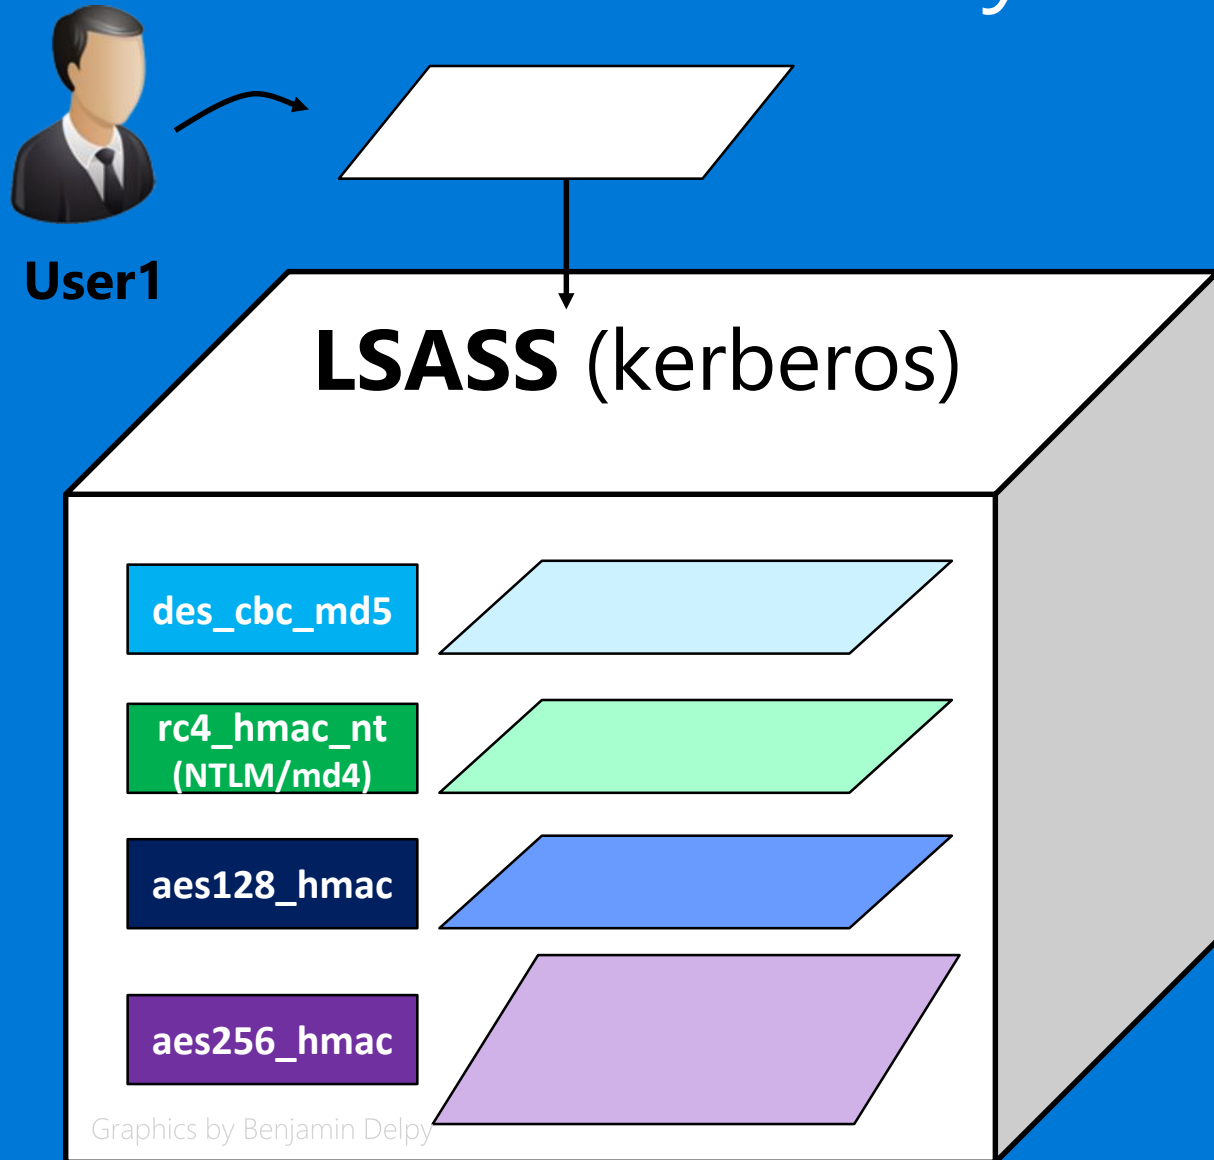 User1
LSASS (kerberos)
des_cbc_md5
rc4_hmac_nt
(NTLM/md4)
aes128_hmac
aes256_hmac
Graphics by Benjamin Delpy